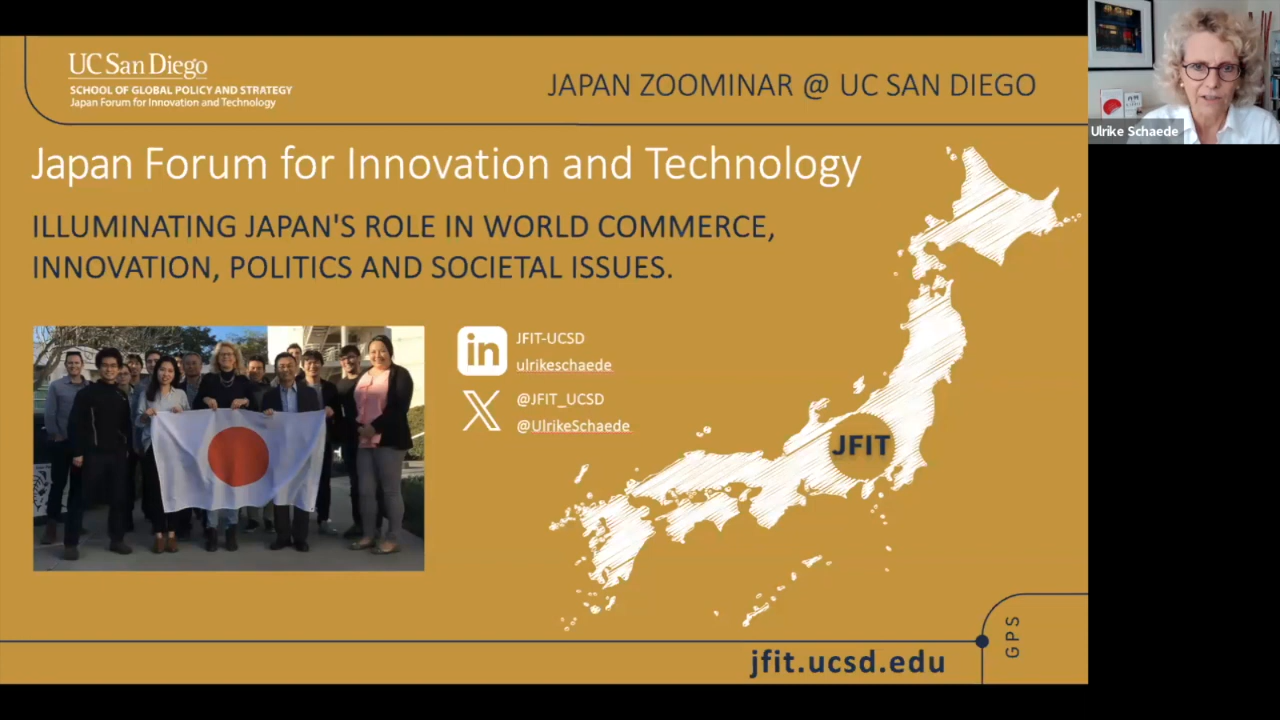 UC San Diego
SCHOOL OF GLOBAL POLICY AND STRATEGY
Japan Forum for Innovation and Technology
JAPAN ZOOMINAR @ UC SAN DIEGO
Ulrike Schaede
Japan Forum for Innovation and Technology
ILLUMINATING JAPAN'S ROLE IN WORLD COMMERCE,
INNOVATION, POLITICS AND SOCIETAL ISSUES.
in
JFIT-UCSD
ulrikeschaede
@JFIT_UCSD
@UlrikeSchaede
JFIT
GPS
jfit.ucsd.edu